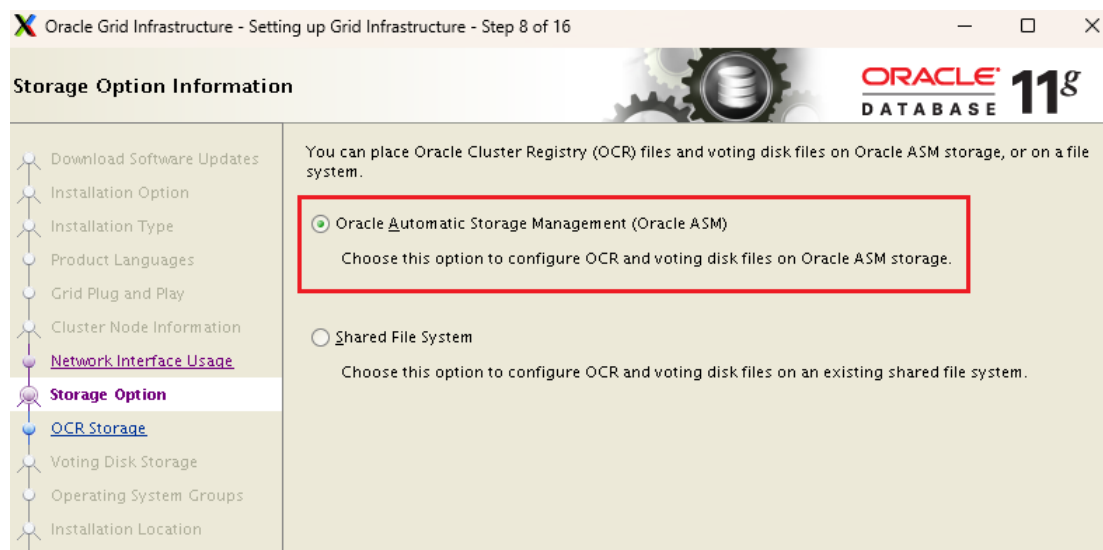 Oracle Grid Infrastructure - Setting up Grid Infrastructure - Step 8 of 16
Storage Option Information
ORACLE
DATABASE
11g
Download Software Updates
Installation Option
Installation Type
Product Languages
Grid Plug and Play
Cluster Node Information
Network Interface Usage
Storage Option
OCR Storage
Voting Disk Storage
Operating System Groups
Installation Location
You can place Oracle Cluster Registry (OCR) files and voting disk files on Oracle ASM storage, or on a file
system.
Oracle Automatic Storage Management (Oracle ASM)
Choose this option to configure OCR and voting disk files on Oracle ASM storage.
Shared File System
Choose this option to configure OCR and voting disk files on an existing shared file system.